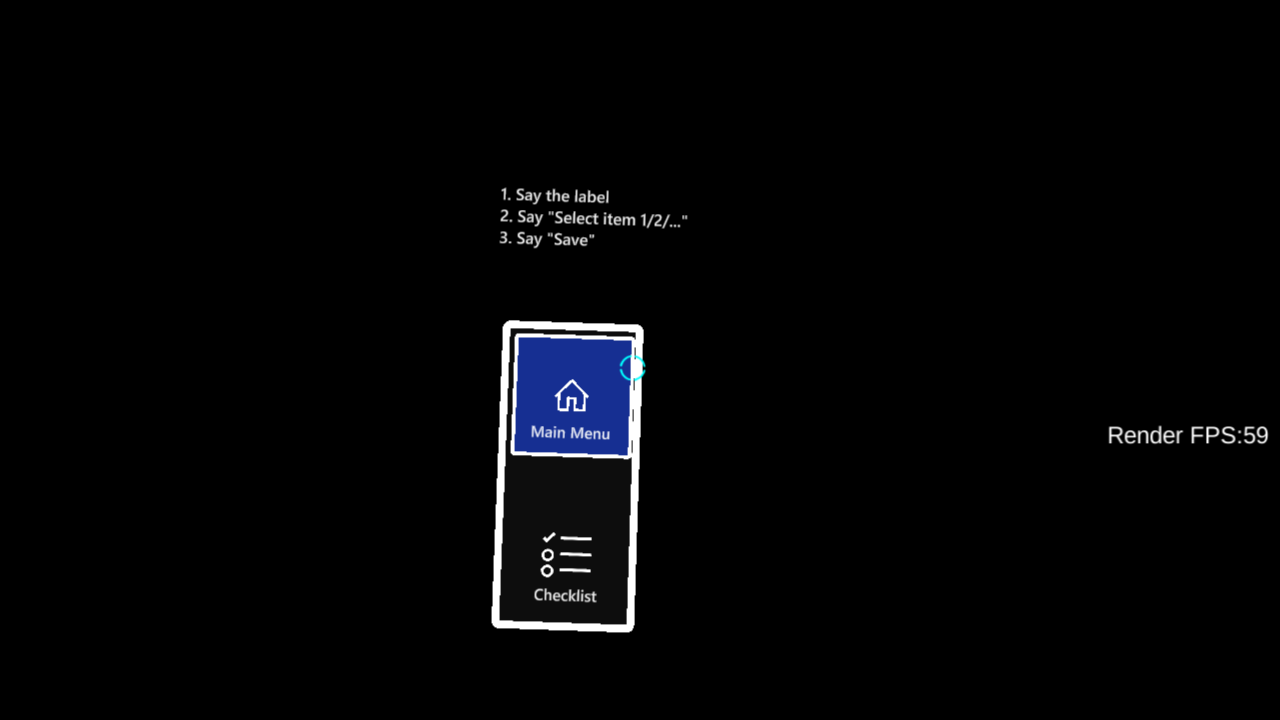 1. Say the label
2. Say "Select item 1/2/..."
3. Say "Save"
Main Menu
Render FPS:59
Checklist